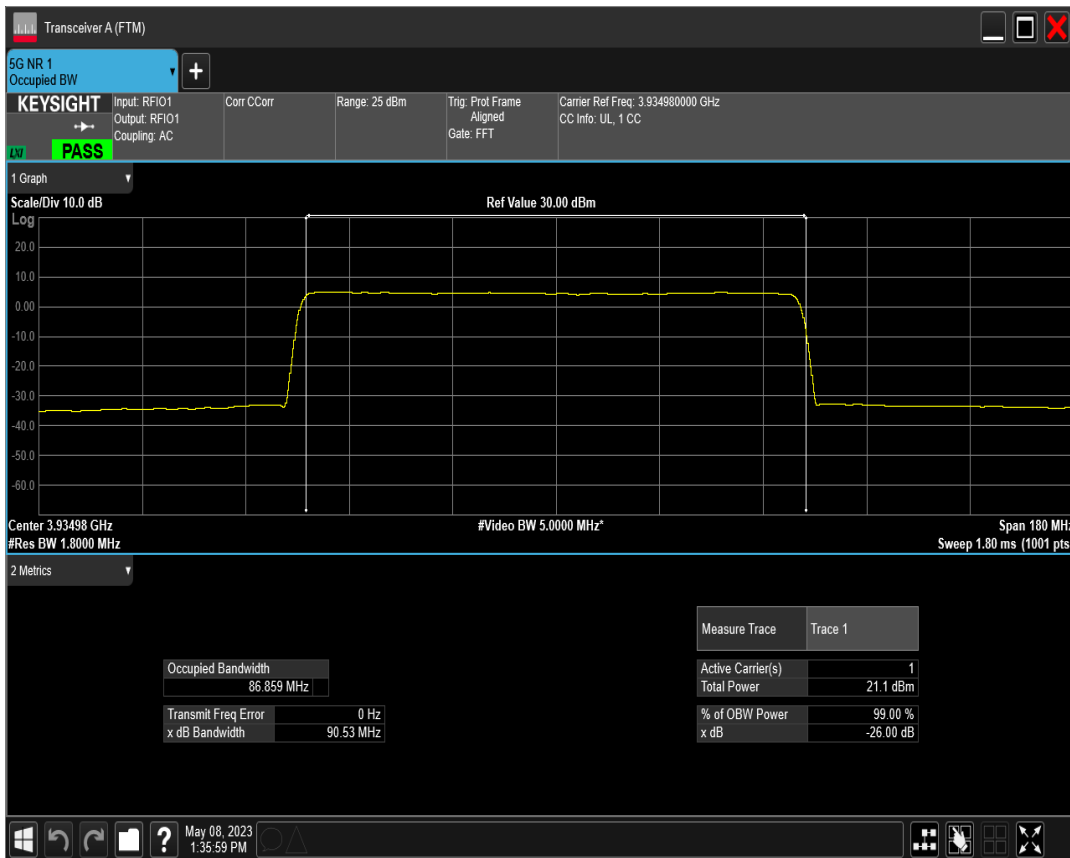 Transceiver A (FTM)
5G NR 1
Occupied BW
+
KEYSIGHT
LXI
PASS
Input: RFIO1
Output: RFIO1
Coupling: AC
Corr CCorr
Range: 25 dBm
Trig: Prot Frame
Aligned
Gate: FFT
Carrier Ref Freq: 3.934980000 GHz
CC Info: UL, 1 CC
1 Graph
Scale/Div 10.0 dB
Ref Value 30.00 dBm
Log
20.0
10.0
0.00
-10.0
-20.0
-30.0
-40.0
-50.0
-60.0
Center 3.93498 GHz
#Video BW 5.0000 MHz*
Span 180 MHz
#Res BW 1.8000 MHz
Sweep 1.80 ms (1001 pts
2 Metrics
Measure Trace Trace 1
Occupied Bandwidth
86.859 MHz
Active Carrier(s) 1
Total Power 21.1 dBm
Transmit Freq Error 0 Hz
x dB Bandwidth 90.53 MHz
% of OBW Power 99.00 %
x dB -26.00 dB
?
May 08, 2023
1:35:59 PM